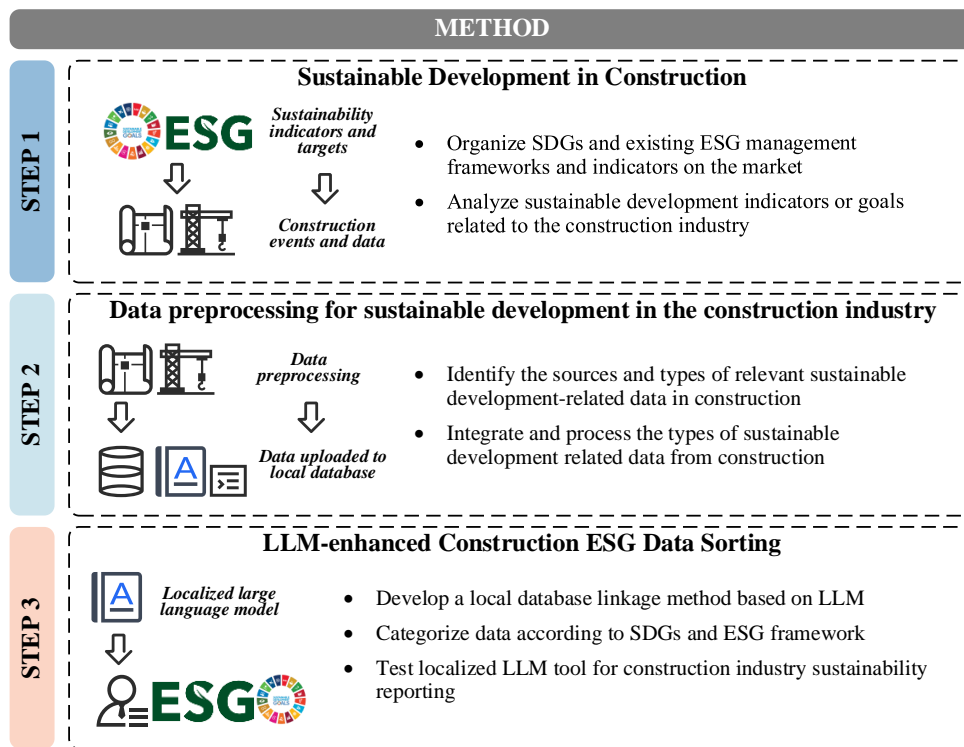 METHOD
STEP 1
Sustainable Development in Construction
ESG
Sustainability
indicators and
targets
Construction
events and data
• Organize SDGs and existing ESG management
frameworks and indicators on the market
• Analyze sustainable development indicators or goals
related to the construction industry
STEP 2
Data preprocessing for sustainable development in the construction industry
Data
preprocessing
A
Data uploaded to
local database
• Identify the sources and types of relevant sustainable
development-related data in construction
• Integrate and process the types of sustainable
development related data from construction
STEP 3
LLM-enhanced Construction ESG Data Sorting
A
Localized large
language model
ESG
• Develop a local database linkage method based on LLM
• Categorize data according to SDGs and ESG framework
• Test localized LLM tool for construction industry sustainability
reporting